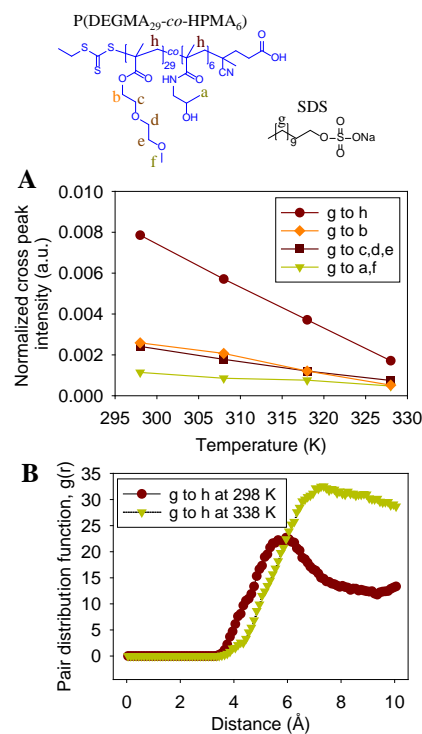 P(DEGMA29-co-HPMA6)
h
co
h
S
S
29
6
OH
S
O
O
O
HN
O
CN
O
b
c
a
O
OH
d
e
O
f
SDS
g
9
O
O
S
ONa
O
A
Normalized cross peak intensity (a.u.)
0.010
0.008
0.006
0.004
0.002
0.000
g to h
g to b
g to c,d,e
g to a,f
295 300 305 310 315 320 325 330
Temperature (K)
B
Pair distribution function, g(r)
35
30
25
20
15
10
5
0
g to h at 298 K
g to h at 338 K
0 2 4 6 8 10
Distance (Å)